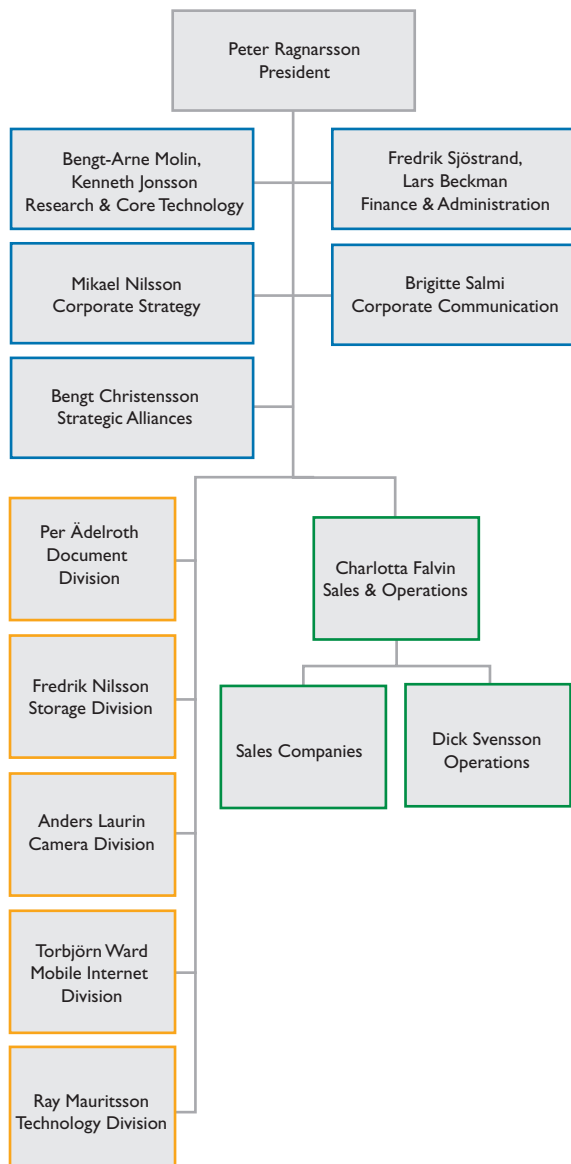 Peter Ragnarsson
President
Bengt-Arne Molin,
Kenneth Jonsson
Research & Core Technology
Fredrik Sjöstrand,
Lars Beckman
Finance & Administration
Mikael Nilsson
Corporate Strategy
Brigitte Salmi
Corporate Communication
Bengt Christensson
Strategic Alliances
Per Ädelroth
Document
Division
Charlotta Falvin
Sales & Operations
Fredrik Nilsson
Storage Division
Sales Companies
Dick Svensson
Operations
Anders Laurin
Camera Division
Torbjörn Ward
Mobile Internet
Division
Ray Mauritsson
Technology Division